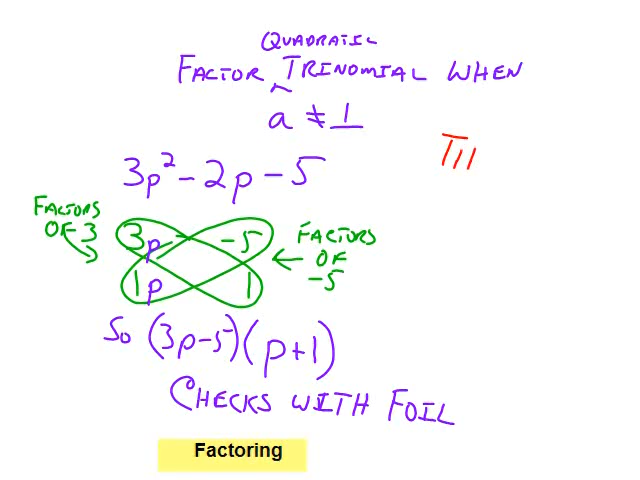 QUADRATIC
FACTOR ^ TRINOMIAL WHEN
a ≠ 1
3p² - 2p - 5
FACTORS
OF 3
3p - 5
1p 1
FACTORS
OF
-5
So (3p-5)(p+1)
CHECKS WITH FOIL
Factoring